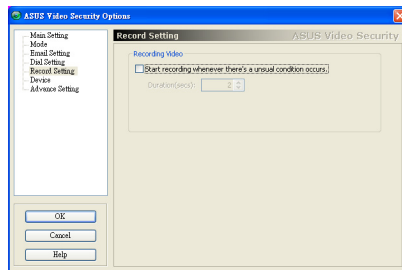 ASUS Video Security Options
Main Setting
Mode
Email Setting
Dial Setting
Record Setting
Device
Advance Setting
OK
Cancel
Help
Record Setting
ASUS Video Security
Recording Video
Start recording whenever there's a unsual condition occurs.
Duration(secs): 2